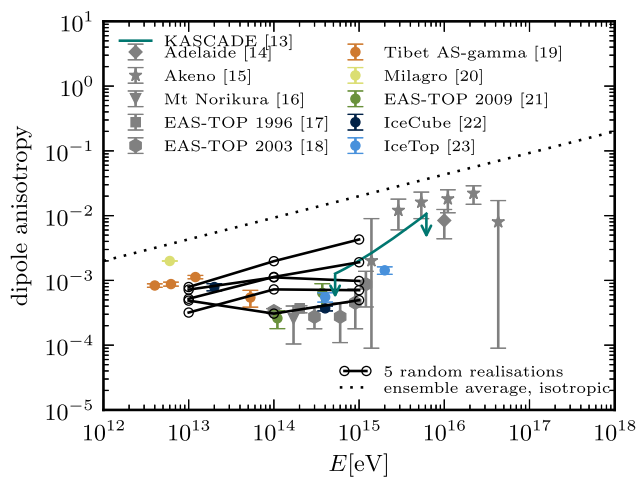 10^1
10^0
10^−1
10^−2
10^−3
10^−4
10^−5
dipole anisotropy
KASCADE [13]
Adelaide [14]
Akeno [15]
Mt Norikura [16]
EAS-TOP 1996 [17]
EAS-TOP 2003 [18]
Tibet AS-gamma [19]
Milagro [20]
EAS-TOP 2009 [21]
IceCube [22]
IceTop [23]
5 random realisations
ensemble average, isotropic
10^12 10^13 10^14 10^15 10^16 10^17 10^18
E[eV]